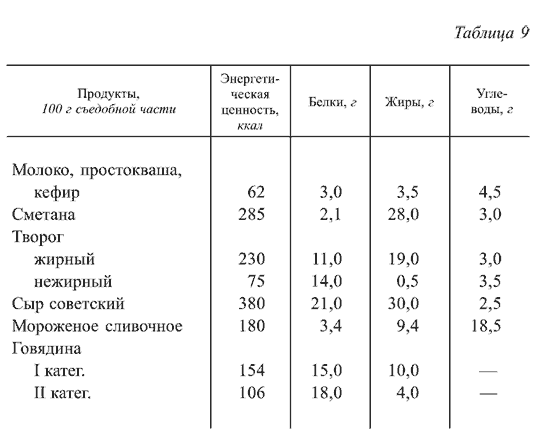 Таблица 9
Продукты, 100 г съедобной части | Энергети-ческая ценность, ккал | Белки, г | Жиры, г | Угле-воды, г
Молоко, простокваша,
кефир 62 3,0 3,5 4,5
Сметана 285 2,1 28,0 3,0
Творог
жирный 230 11,0 19,0 3,0
нежирный 75 14,0 0,5 3,5
Сыр советский 380 21,0 30,0 2,5
Мороженое сливочное 180 3,4 9,4 18,5
Говядина
I катег. 154 15,0 10,0 —
II катег. 106 18,0 4,0 —